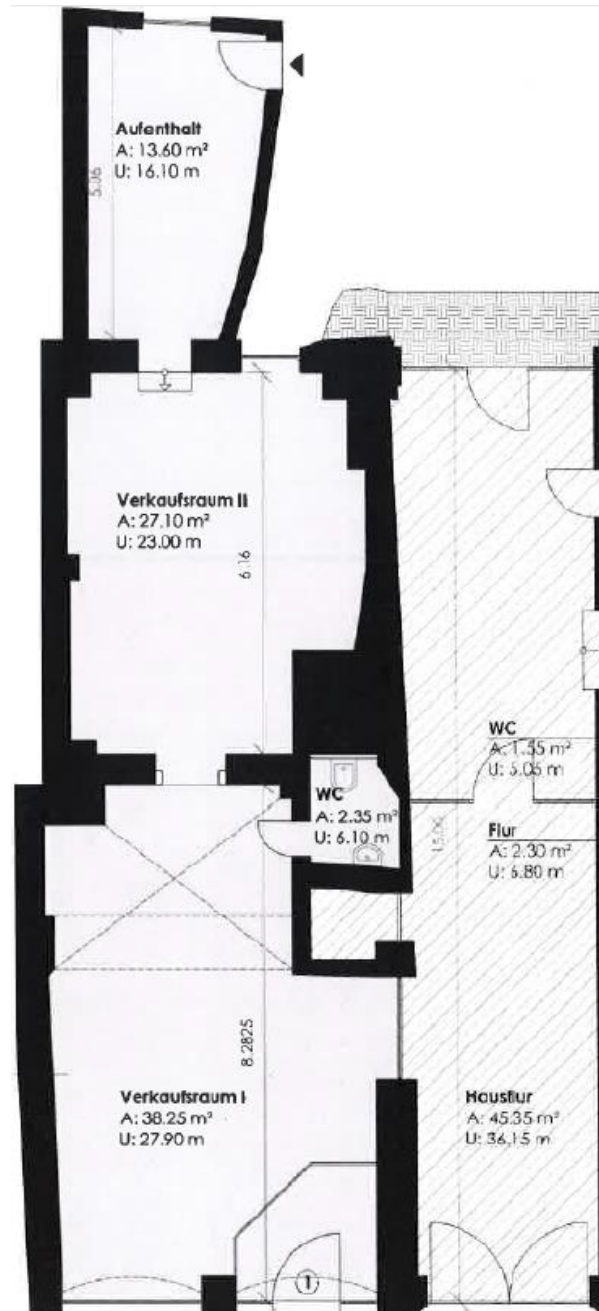 Aufenthalt
A: 13.60 m²
U: 16.10 m
5.06
Verkaufsraum II
A: 27.10 m²
U: 23.00 m
6.16
WC
A: 1.55 m²
U: 5.05 m
WC
A: 2.35 m²
U: 6.10 m
Flur
A: 2.30 m²
U: 6.80 m
15.00
8.2825
Verkaufsraum I
A: 38.25 m²
U: 27.90 m
Hausflur
A: 45.35 m²
U: 36.15 m
1